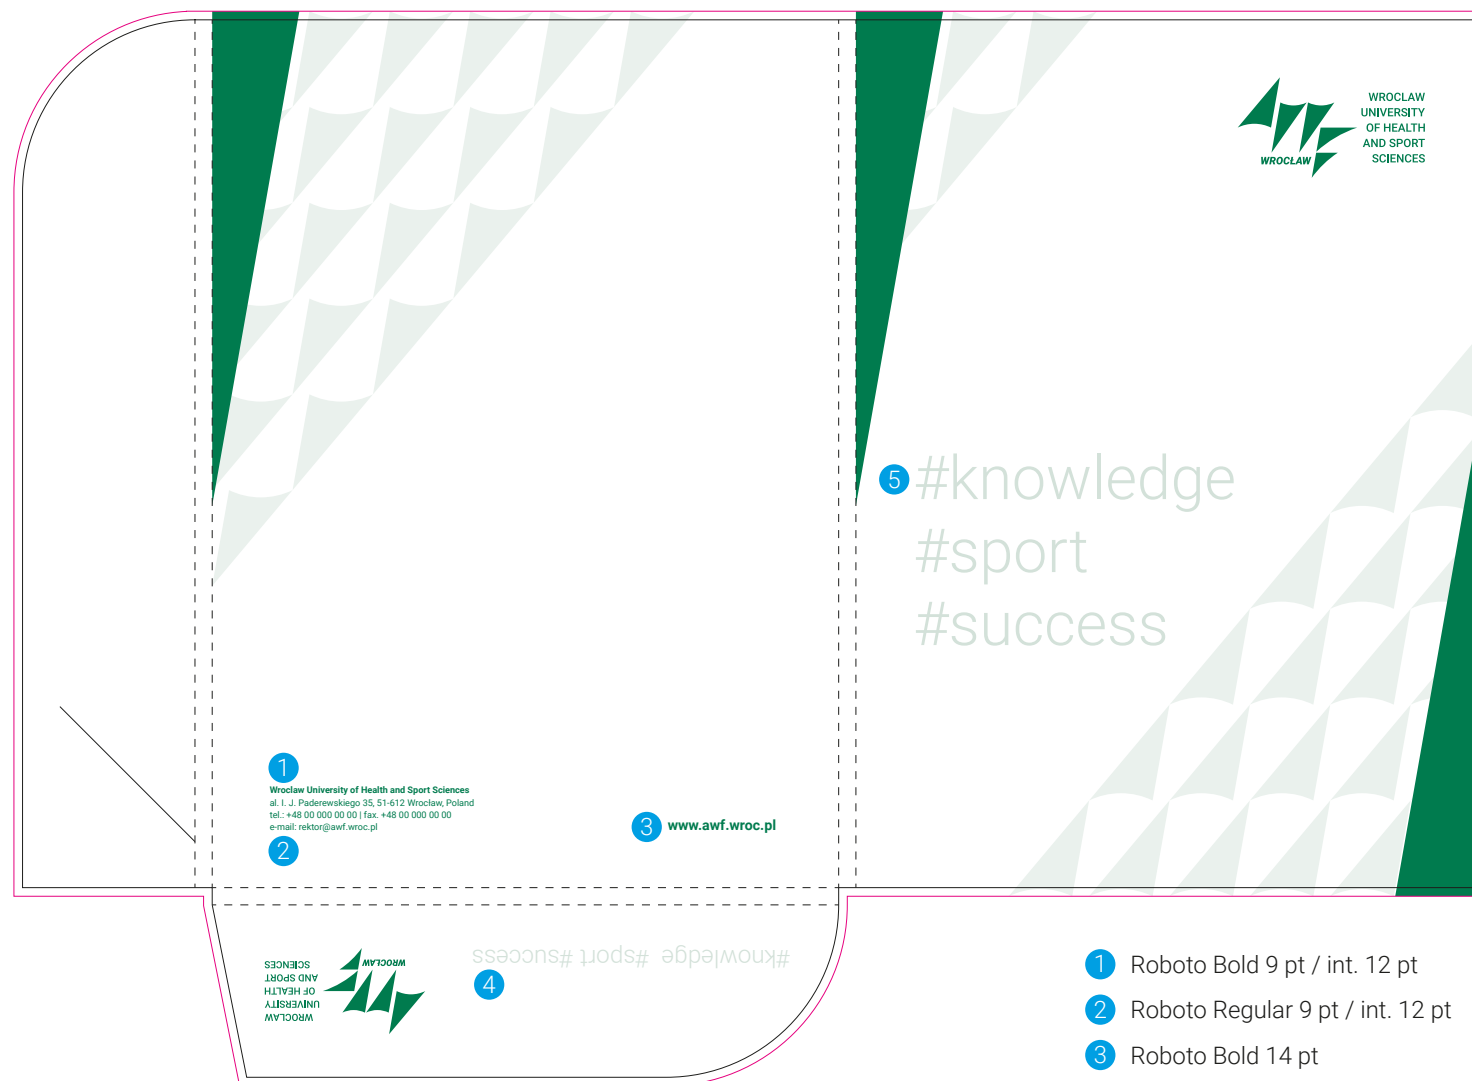 WROCLAW
UNIVERSITY
OF HEALTH
AND SPORT
SCIENCES
WROCŁAW
5 #knowledge
#sport
#success
1
Wroclaw University of Health and Sport Sciences
al. I. J. Paderewskiego 35, 51-612 Wrocław, Poland
tel.: +48 00 000 00 00 | fax. +48 00 000 00 00
e-mail: rektor@awf.wroc.pl
2
3 www.awf.wroc.pl
#knowledge #sport #success
4
WROCLAW
UNIVERSITY
OF HEALTH
AND SPORT
SCIENCES
WROCŁAW
1 Roboto Bold 9 pt / int. 12 pt
2 Roboto Regular 9 pt / int. 12 pt
3 Roboto Bold 14 pt